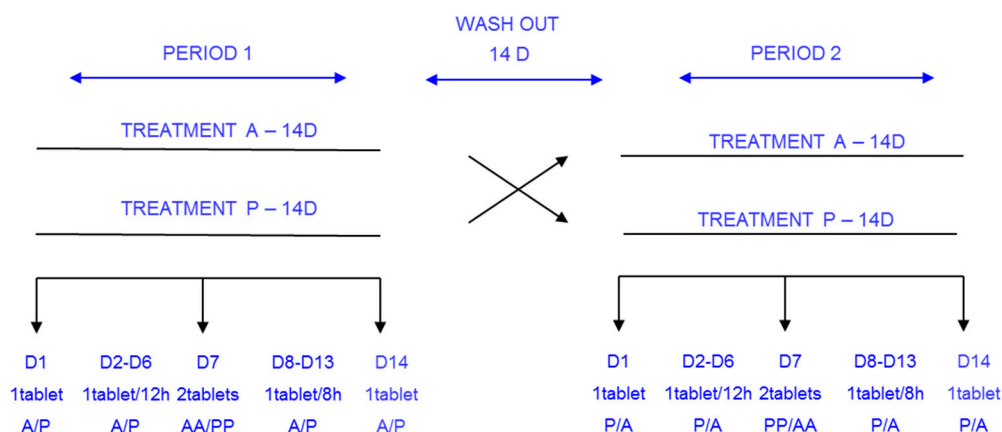 WASH OUT
14 D
PERIOD 1
PERIOD 2
TREATMENT A – 14D
TREATMENT A – 14D
TREATMENT P – 14D
TREATMENT P – 14D
D1 D2-D6 D7 D8-D13 D14
1tablet 1tablet/12h 2tablets 1tablet/8h 1tablet
A/P A/P AA/PP A/P A/P
D1 D2-D6 D7 D8-D13 D14
1tablet 1tablet/12h 2tablets 1tablet/8h 1tablet
P/A P/A PP/AA P/A P/A